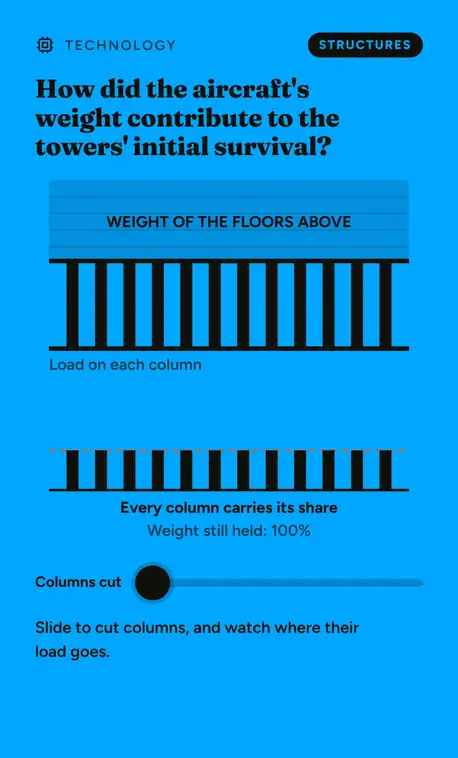 TECHNOLOGY
STRUCTURES
How did the aircraft's
weight contribute to the
towers' initial survival?
WEIGHT OF THE FLOORS ABOVE
Load on each column
Every column carries its share
Weight still held: 100%
Columns cut
Slide to cut columns, and watch where their
load goes.